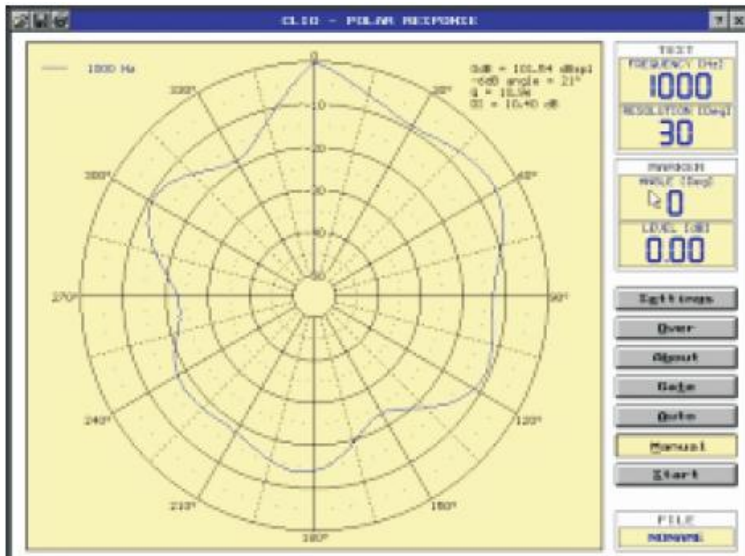 CLIO - POLAR RESPONSE
? X
1000 Hz
0dB = 101.84 dBspl
-6dB angle = 21°
Q = 10.96
DI = 10.40 dB
0
330°
30°
300°
60°
270°
90°
240°
120°
210°
150°
180°
-10
-20
-30
-40
-50
TEST
FREQUENCY [Hz]
1000
RESOLUTION [Deg]
30
MARKER
ANGLE [Deg]
0
LEVEL [dB]
0.00
Settings
Over
About
Gate
Auto
Manual
Start
FILE
NONAME